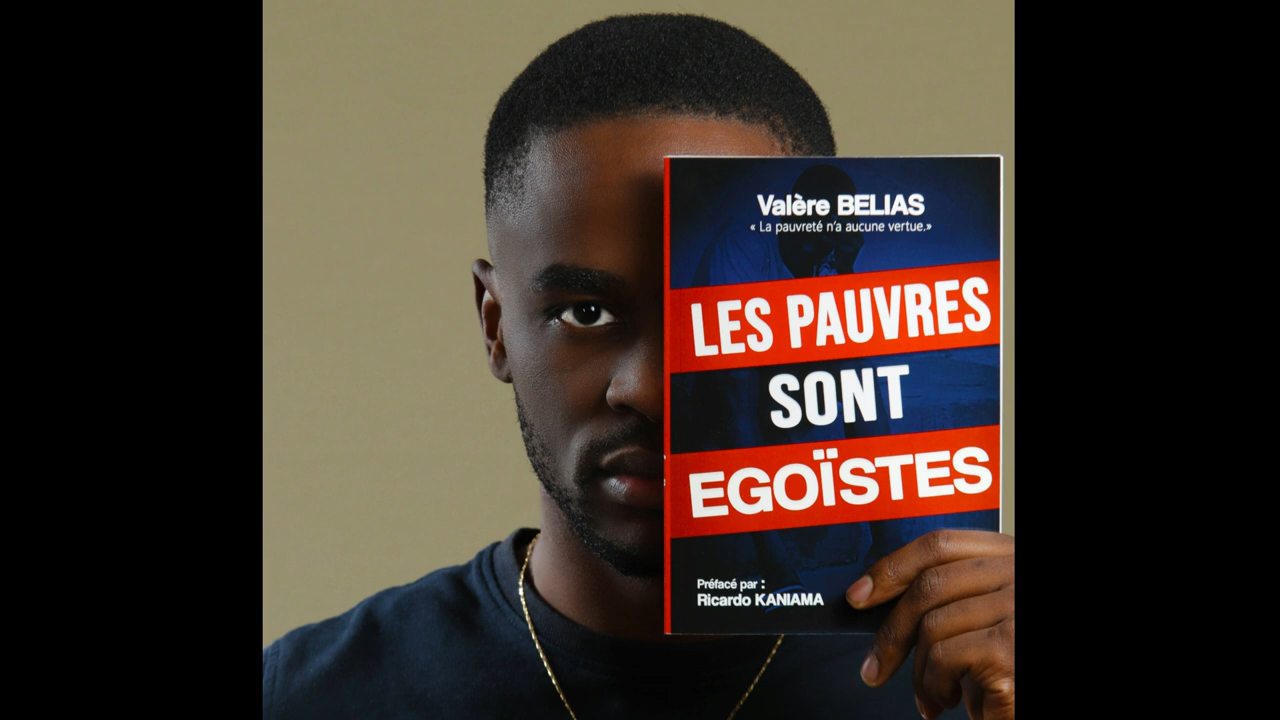 Valère BELIAS
« La pauvreté n'a aucune vertue.»
LES PAUVRES
SONT
EGOÏSTES
Préfacé par :
Ricardo KANIAMA